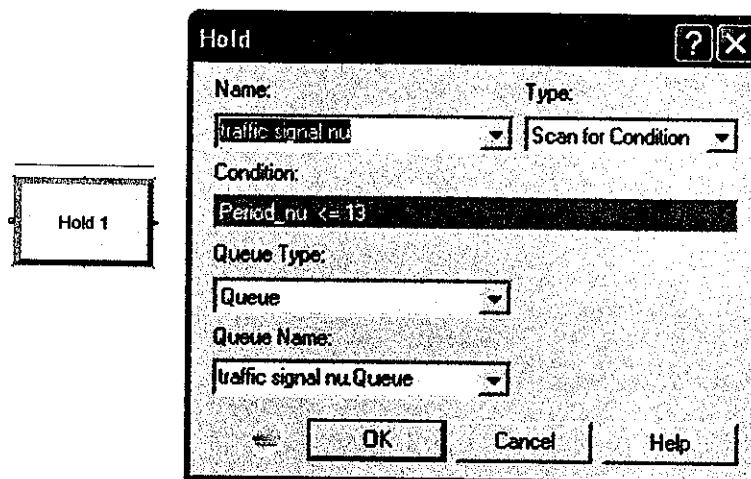 Hold
Name:
Type:
traffic signal nu
Scan for Condition
Condition:
Period_nu <= 13
Hold 1
Queue Type:
Queue
Queue Name:
traffic signal nu.Queue
OK
Cancel
Help